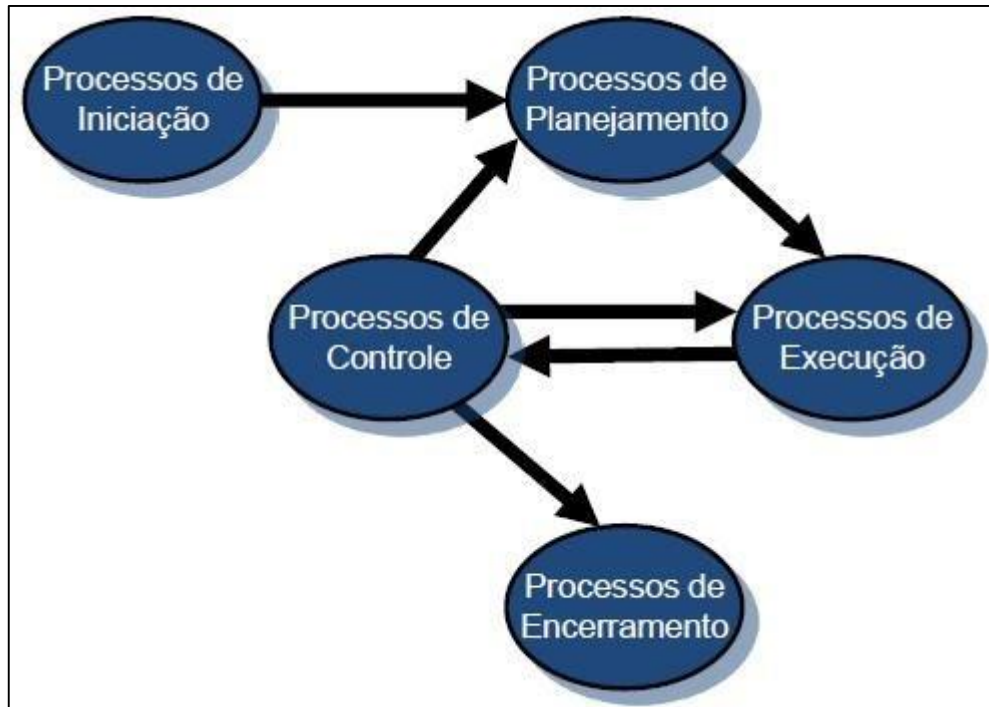 Processos de
Iniciação
Processos de
Planejamento
Processos de
Controle
Processos de
Execução
Processos de
Encerramento